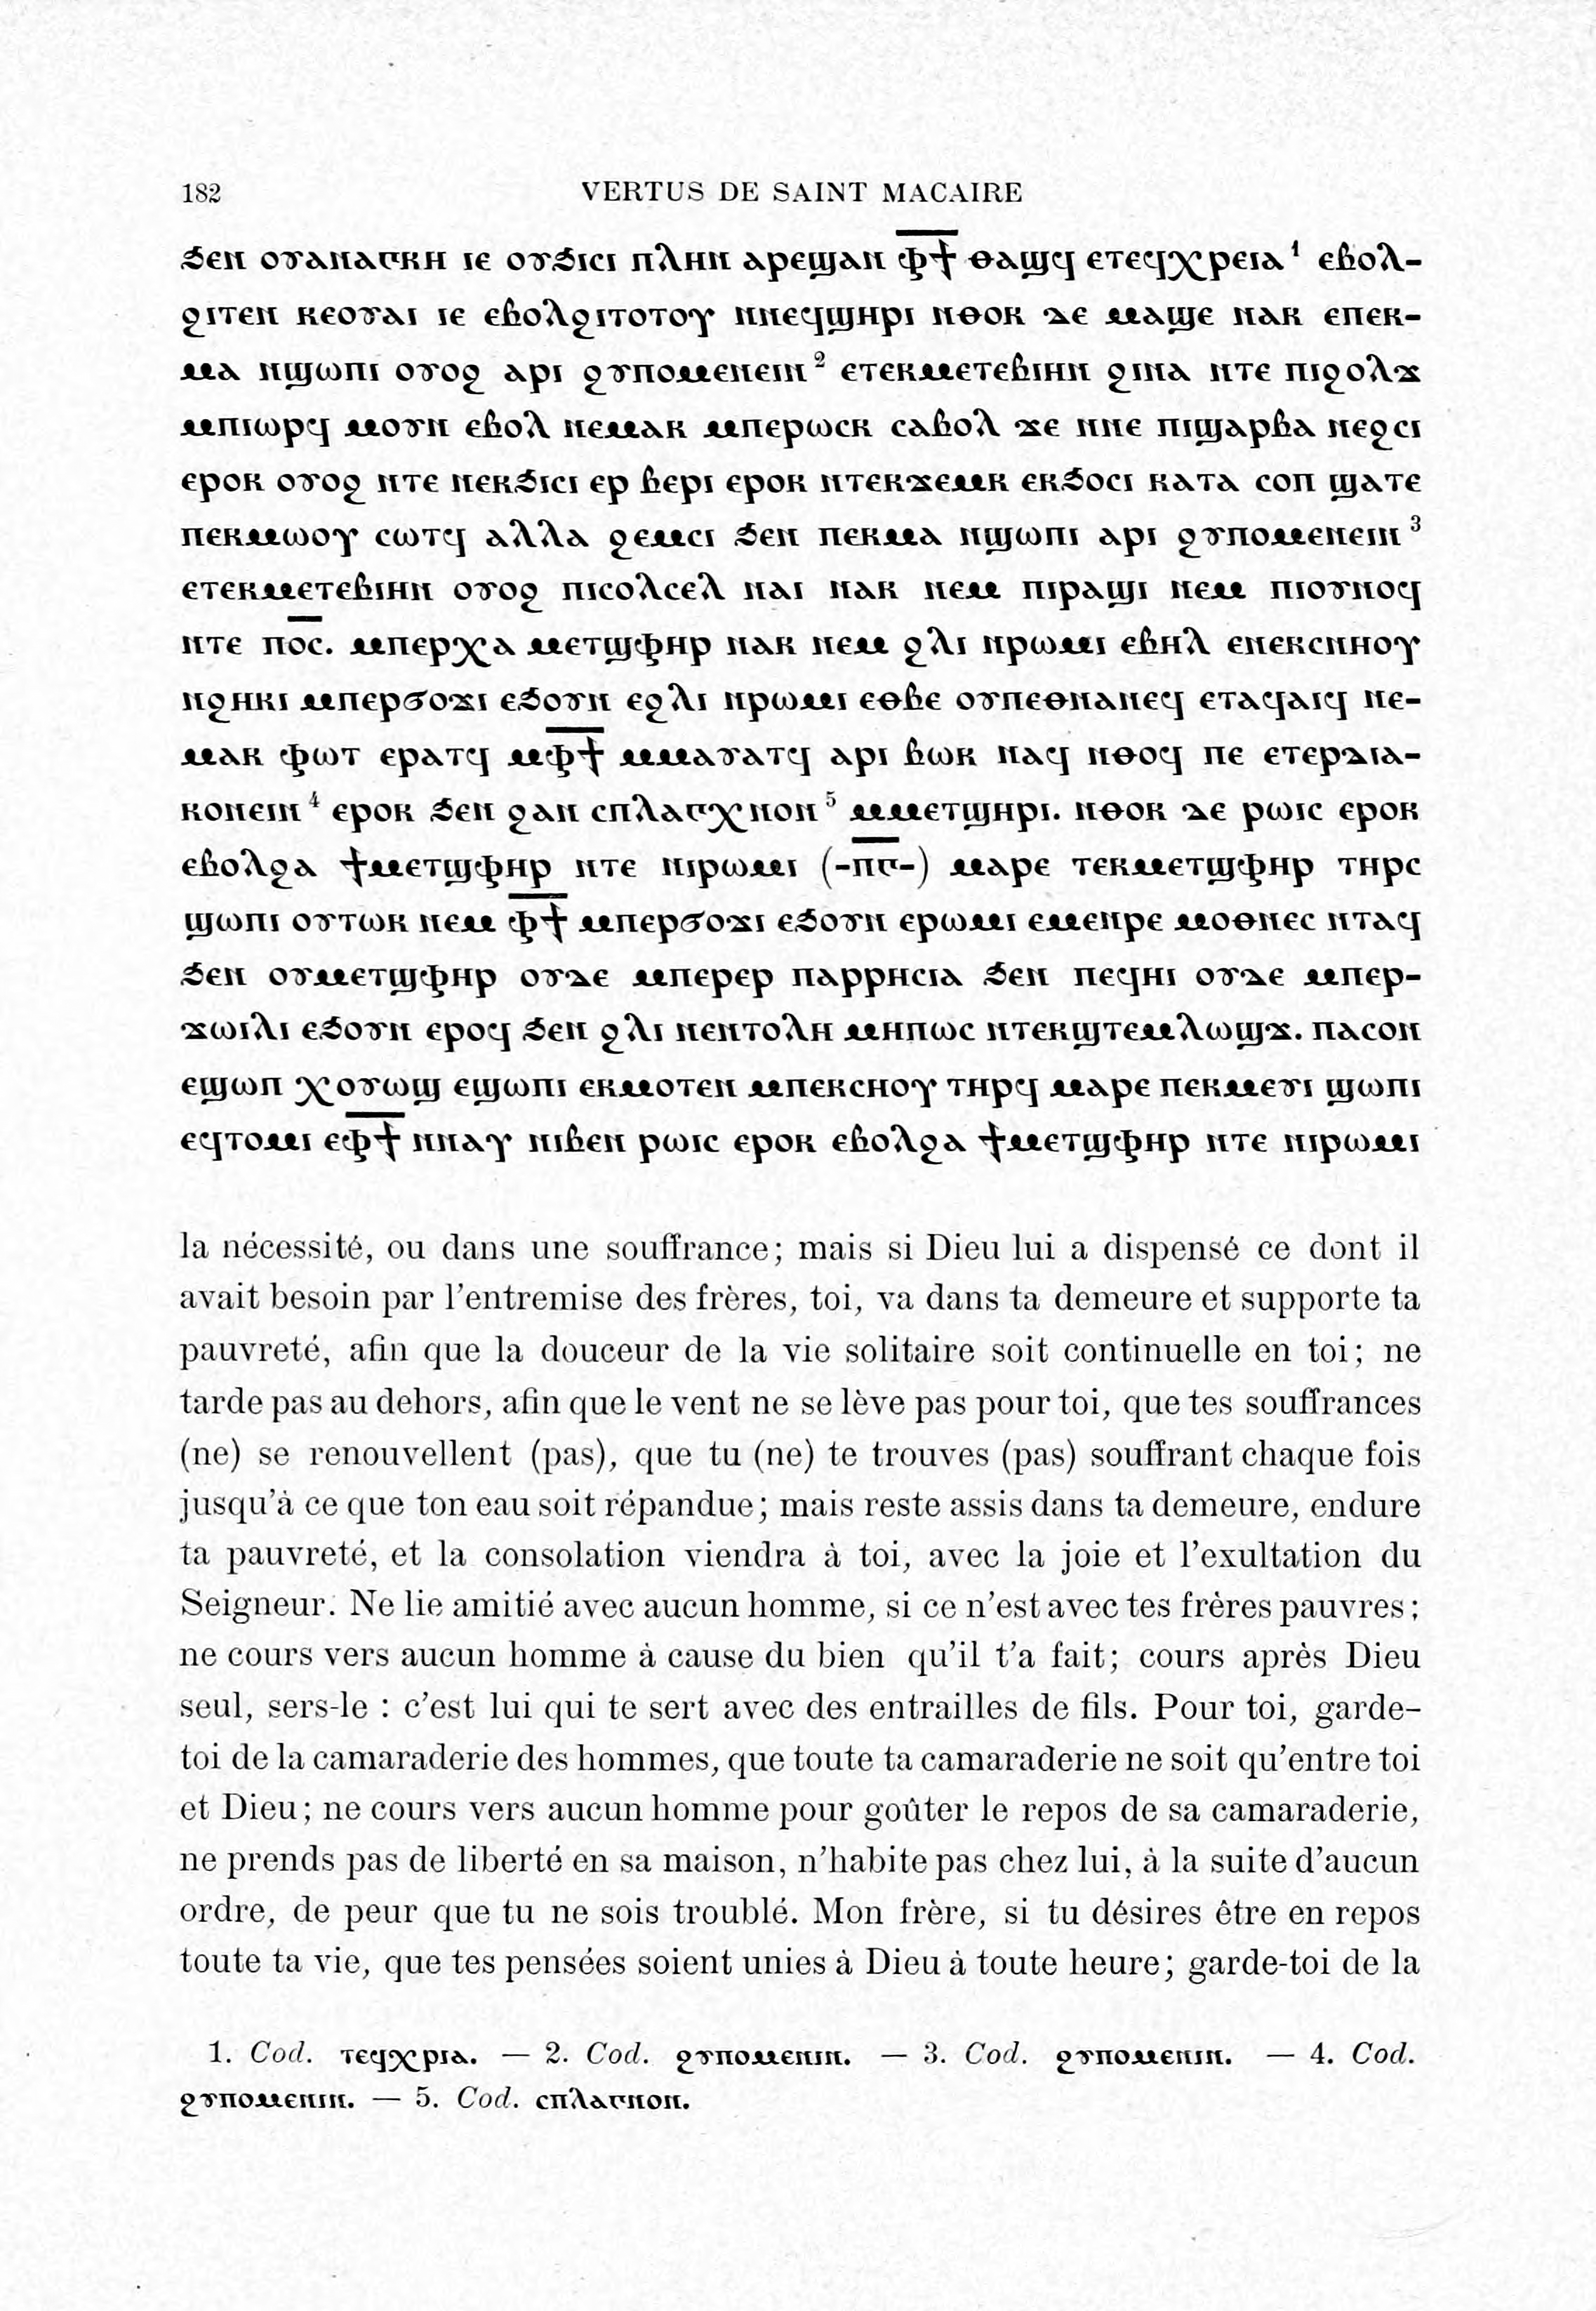 182 VERTUS DE SAINT MACAIRE
ϧⲉⲛ ⲟⲩⲁⲛⲁⲅⲕⲏ ⲓⲉ ⲟⲩϧⲓⲥⲓ ⲡⲗⲏⲛ ⲁⲣⲉϣⲁⲛ ⲫ̅ϯ̅ ⲑⲁϣϥ ⲉⲧⲉϥⲭⲣⲉⲓⲁ¹ ⲉⲃⲟⲗ-
ϩⲓⲧⲉⲛ ⲕⲉⲟⲩⲁⲓ ⲓⲉ ⲉⲃⲟⲗϩⲓⲧⲟⲧⲟⲩ ⲛⲛⲉϥϣⲏⲣⲓ ⲛⲑⲟⲕ ⲇⲉ ⲙⲁϣⲉ ⲛⲁⲕ ⲉⲡⲉⲕ-
ⲙⲁ ⲛϣⲱⲡⲓ ⲟⲩⲟϩ ⲁⲣⲓ ϩⲩⲡⲟⲙⲉⲛⲉⲓⲛ² ⲉⲧⲉⲕⲙⲉⲧⲉⲃⲓⲏⲛ ϩⲓⲛⲁ ⲛⲧⲉ ⲡⲓϩⲟⲗϫ
ⲙⲡⲓⲱⲣϥ ⲙⲟⲩⲛ ⲉⲃⲟⲗ ⲛⲉⲙⲁⲕ ⲙⲡⲉⲣⲱⲥⲕ ⲥⲁⲃⲟⲗ ϫⲉ ⲛⲛⲉ ⲡⲓϣⲁⲣⲃⲁ ⲛⲉϩⲥⲓ
ⲉⲣⲟⲕ ⲟⲩⲟϩ ⲛⲧⲉ ⲛⲉⲕϧⲓⲥⲓ ⲉⲣ ⲃⲉⲣⲓ ⲉⲣⲟⲕ ⲛⲧⲉⲕϫⲉⲙⲕ ⲉⲕϧⲟⲥⲓ ⲕⲁⲧⲁ ⲥⲟⲡ ϣⲁⲧⲉ
ⲡⲉⲕⲙⲱⲟⲩ ⲥⲱⲧϥ ⲁⲗⲗⲁ ϩⲉⲙⲥⲓ ϧⲉⲛ ⲡⲉⲕⲙⲁ ⲛϣⲱⲡⲓ ⲁⲣⲓ ϩⲩⲡⲟⲙⲉⲛⲉⲓⲛ³
ⲉⲧⲉⲕⲙⲉⲧⲉⲃⲓⲏⲛ ⲟⲩⲟϩ ⲡⲓⲥⲟⲗⲥⲉⲗ ⲛⲁⲓ ⲛⲁⲕ ⲛⲉⲙ ⲡⲓⲣⲁϣⲓ ⲛⲉⲙ ⲡⲓⲟⲩⲛⲟϥ
ⲛⲧⲉ ⲡⲟ̅ⲥ̅. ⲙⲡⲉⲣⲭⲁ ⲙⲉⲧϣⲫⲏⲣ ⲛⲁⲕ ⲛⲉⲙ ϩⲗⲓ ⲛⲣⲱⲙⲓ ⲉⲃⲏⲗ ⲉⲛⲉⲕⲥⲛⲏⲟⲩ
ⲛϩⲏⲕⲓ ⲙⲡⲉⲣϭⲟϫⲓ ⲉϧⲟⲩⲛ ⲉϩⲗⲓ ⲛⲣⲱⲙⲓ ⲉⲑⲃⲉ ⲟⲩⲡⲉⲑⲛⲁⲛⲉϥ ⲉⲧⲁϥⲁⲓϥ ⲛⲉ-
ⲙⲁⲕ ⲫⲱⲧ ⲉⲣⲁⲧϥ ⲙⲫ̅ϯ̅ ⲙⲙⲁⲩⲁⲧϥ ⲁⲣⲓ ⲃⲱⲕ ⲛⲁϥ ⲛⲑⲟϥ ⲡⲉ ⲉⲧⲉⲣⲇⲓⲁ-
ⲕⲟⲛⲉⲓⲛ⁴ ⲉⲣⲟⲕ ϧⲉⲛ ϩⲁⲛ ⲥⲡⲗⲁⲅⲭⲛⲟⲛ⁵ ⲙⲙⲉⲧϣⲏⲣⲓ. ⲛⲑⲟⲕ ⲇⲉ ⲣⲱⲓⲥ ⲉⲣⲟⲕ
ⲉⲃⲟⲗϩⲁ ϯⲙⲉⲧϣⲫⲏⲣ ⲛⲧⲉ ⲛⲓⲣⲱⲙⲓ (-ⲡ̅ⲅ̅-) ⲙⲁⲣⲉ ⲧⲉⲕⲙⲉⲧϣⲫⲏⲣ ⲧⲏⲣⲥ
ϣⲱⲡⲓ ⲟⲩⲧⲱⲕ ⲛⲉⲙ ⲫ̅ϯ̅ ⲙⲡⲉⲣϭⲟϫⲓ ⲉϧⲟⲩⲛ ⲉⲣⲱⲙⲓ ⲉⲙⲉⲛⲣⲉ ⲙⲟⲑⲛⲉⲥ ⲛⲧⲁϥ
ϧⲉⲛ ⲟⲩⲙⲉⲧϣⲫⲏⲣ ⲟⲩⲇⲉ ⲙⲡⲉⲣⲉⲣ ⲡⲁⲣⲣⲏⲥⲓⲁ ϧⲉⲛ ⲡⲉϥⲏⲓ ⲟⲩⲇⲉ ⲙⲡⲉⲣ-
ϫⲱⲓⲗⲓ ⲉϧⲟⲩⲛ ⲉⲣⲟϥ ϧⲉⲛ ϩⲗⲓ ⲛⲉⲛⲧⲟⲗⲏ ⲙⲏⲡⲱⲥ ⲛⲧⲉⲕϣⲧⲉⲙⲗⲱϣϫ. ⲡⲁⲥⲟⲛ
ⲉϣⲱⲡ ⲭⲟⲩⲱϣ ⲉϣⲱⲡⲓ ⲉⲕⲙⲟⲧⲉⲛ ⲙⲡⲉⲕⲥⲏⲟⲩ ⲧⲏⲣϥ ⲙⲁⲣⲉ ⲡⲉⲕⲙⲉⲩⲓ ϣⲱⲡⲓ
ⲉϥⲧⲟⲙⲓ ⲉⲫ̅ϯ̅ ⲛⲛⲁⲩ ⲛⲓⲃⲉⲛ ⲣⲱⲓⲥ ⲉⲣⲟⲕ ⲉⲃⲟⲗϩⲁ ϯⲙⲉⲧϣⲫⲏⲣ ⲛⲧⲉ ⲛⲓⲣⲱⲙⲓ
la nécessité, ou dans une souffrance; mais si Dieu lui a dispensé ce dont il
avait besoin par l'entremise des frères, toi, va dans ta demeure et supporte ta
pauvreté, afin que la douceur de la vie solitaire soit continuelle en toi; ne
tarde pas au dehors, afin que le vent ne se lève pas pour toi, que tes souffrances
(ne) se renouvellent (pas), que tu (ne) te trouves (pas) souffrant chaque fois
jusqu'à ce que ton eau soit répandue; mais reste assis dans ta demeure, endure
ta pauvreté, et la consolation viendra à toi, avec la joie et l'exultation du
Seigneur. Ne lie amitié avec aucun homme, si ce n'est avec tes frères pauvres;
ne cours vers aucun homme à cause du bien qu'il t'a fait; cours après Dieu
seul, sers-le : c'est lui qui te sert avec des entrailles de fils. Pour toi, garde-
toi de la camaraderie des hommes, que toute ta camaraderie ne soit qu'entre toi
et Dieu; ne cours vers aucun homme pour goûter le repos de sa camaraderie,
ne prends pas de liberté en sa maison, n'habite pas chez lui, à la suite d'aucun
ordre, de peur que tu ne sois troublé. Mon frère, si tu désires être en repos
toute ta vie, que tes pensées soient unies à Dieu à toute heure; garde-toi de la
1. Cod. ⲧⲉϥⲭⲣⲓⲁ. — 2. Cod. ϩⲩⲡⲟⲙⲉⲛⲓⲛ. — 3. Cod. ϩⲩⲡⲟⲙⲉⲛⲓⲛ. — 4. Cod.
ϩⲩⲡⲟⲙⲉⲛⲓⲛ. — 5. Cod. ⲥⲡⲗⲁⲅⲛⲟⲛ.